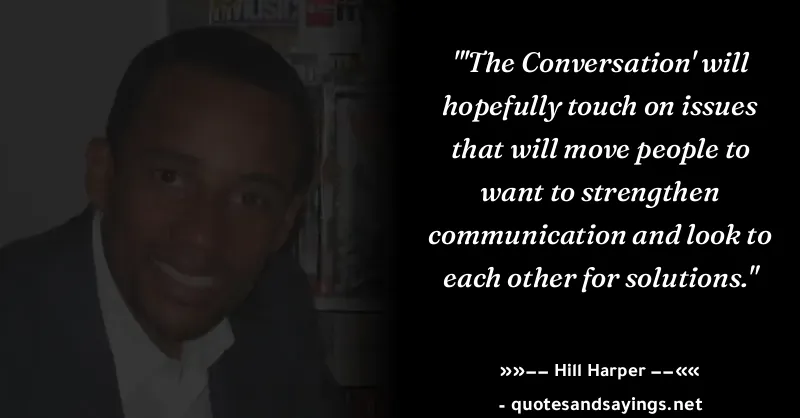 "'The Conversation' will
hopefully touch on issues
that will move people to
want to strengthen
communication and look to
each other for solutions."
»»–– Hill Harper ––««
- quotesandsayings.net